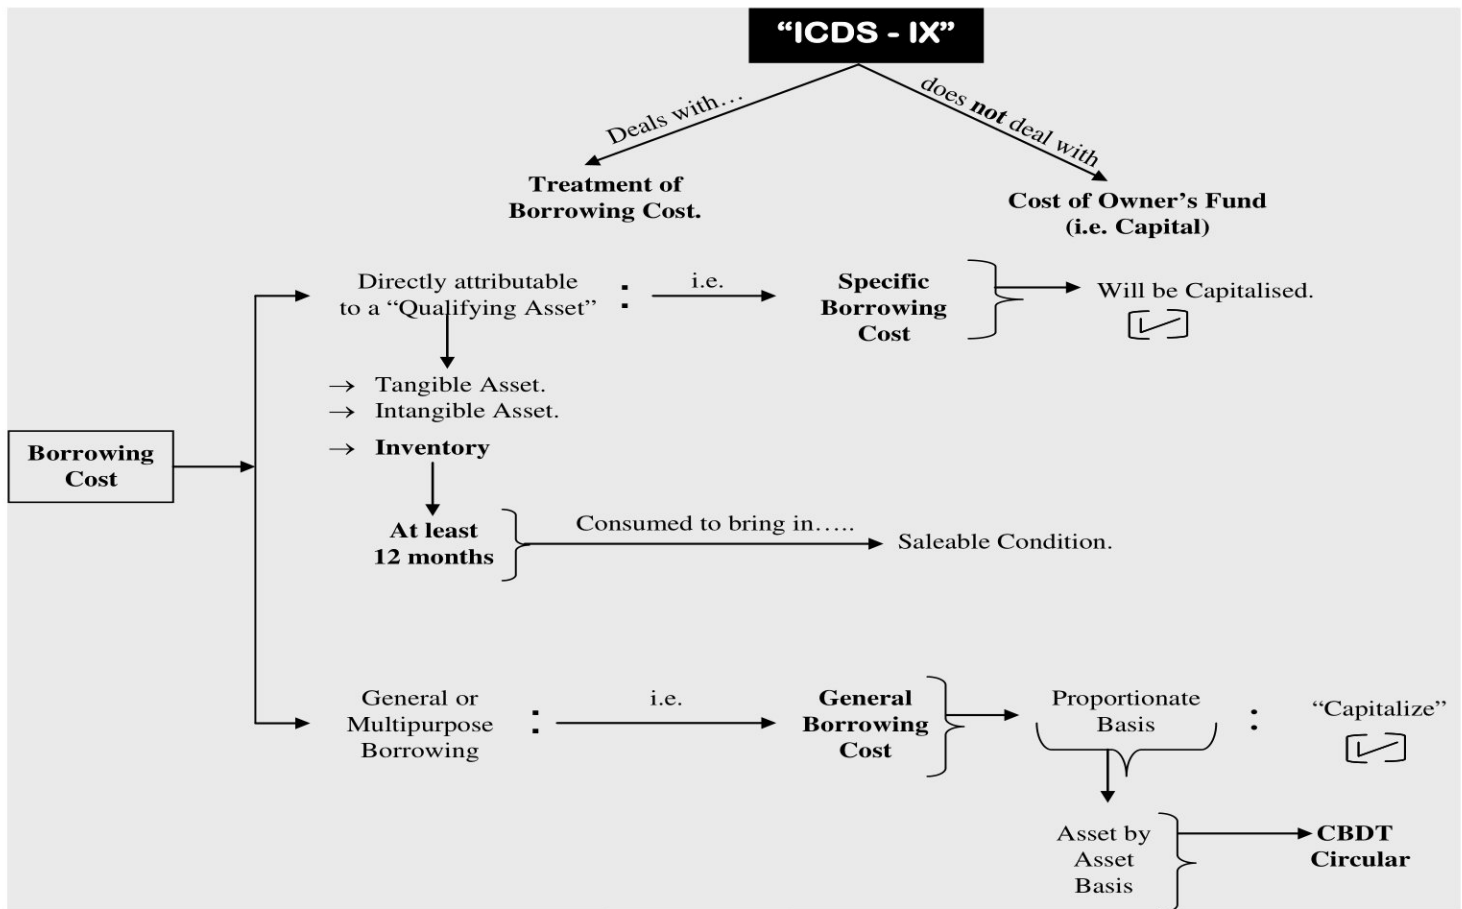 “ICDS - IX”
Deals with…
does not deal with
Treatment of
Borrowing Cost.
Cost of Owner’s Fund
(i.e. Capital)
Directly attributable
to a “Qualifying Asset”
:
i.e.
Specific
Borrowing
Cost
Will be Capitalised.
→ Tangible Asset.
→ Intangible Asset.
→ Inventory
Borrowing
Cost
At least
12 months
Consumed to bring in…..
Saleable Condition.
General or
Multipurpose
Borrowing
:
i.e.
General
Borrowing
Cost
Proportionate
Basis
:
“Capitalize”
Asset by
Asset
Basis
CBDT
Circular